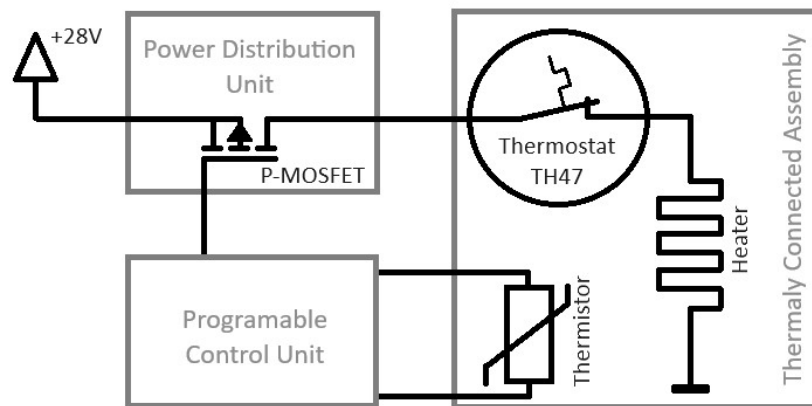 +28V
Power Distribution
Unit
P-MOSFET
Thermostat
TH47
Heater
Thermaly Connected Assembly
Programable
Control Unit
Thermistor